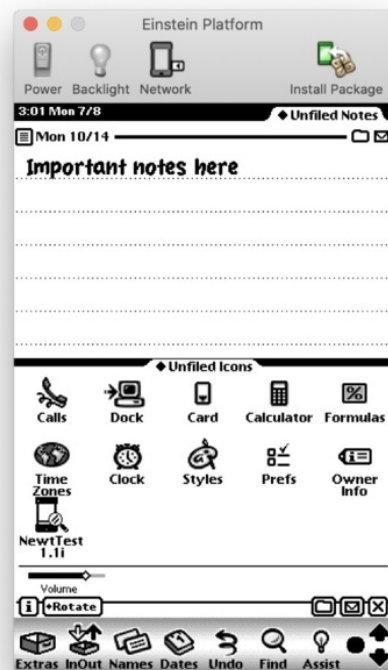 Einstein Platform
Power Backlight Network Install Package
3:01 Mon 7/8 ◆Unfiled Notes
Mon 10/14
Important notes here
◆Unfiled Icons
Calls Dock Card Calculator Formulas
Time Zones Clock Styles Prefs Owner Info
NewtTest 1.1i
Volume
i •Rotate X
Extras InOut Names Dates Undo Find Assist